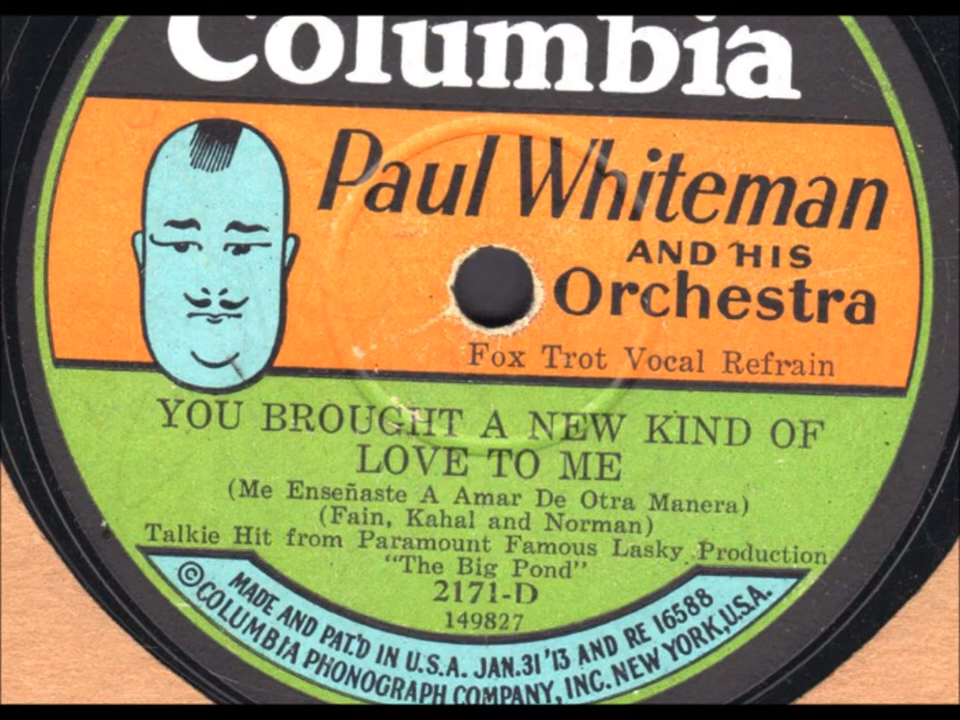 Columbia
Paul Whiteman
AND HIS
Orchestra
Fox Trot Vocal Refrain
YOU BROUGHT A NEW KIND OF
LOVE TO ME
(Me Enseñaste A Amar De Otra Manera)
(Fain, Kahal and Norman)
Talkie Hit from Paramount Famous Lasky Production
"The Big Pond"
2171-D
149827
MADE AND PAT'D IN U.S.A. JAN.31 '13 AND RE 16588
©COLUMBIA PHONOGRAPH COMPANY, INC. NEW YORK, U.S.A.